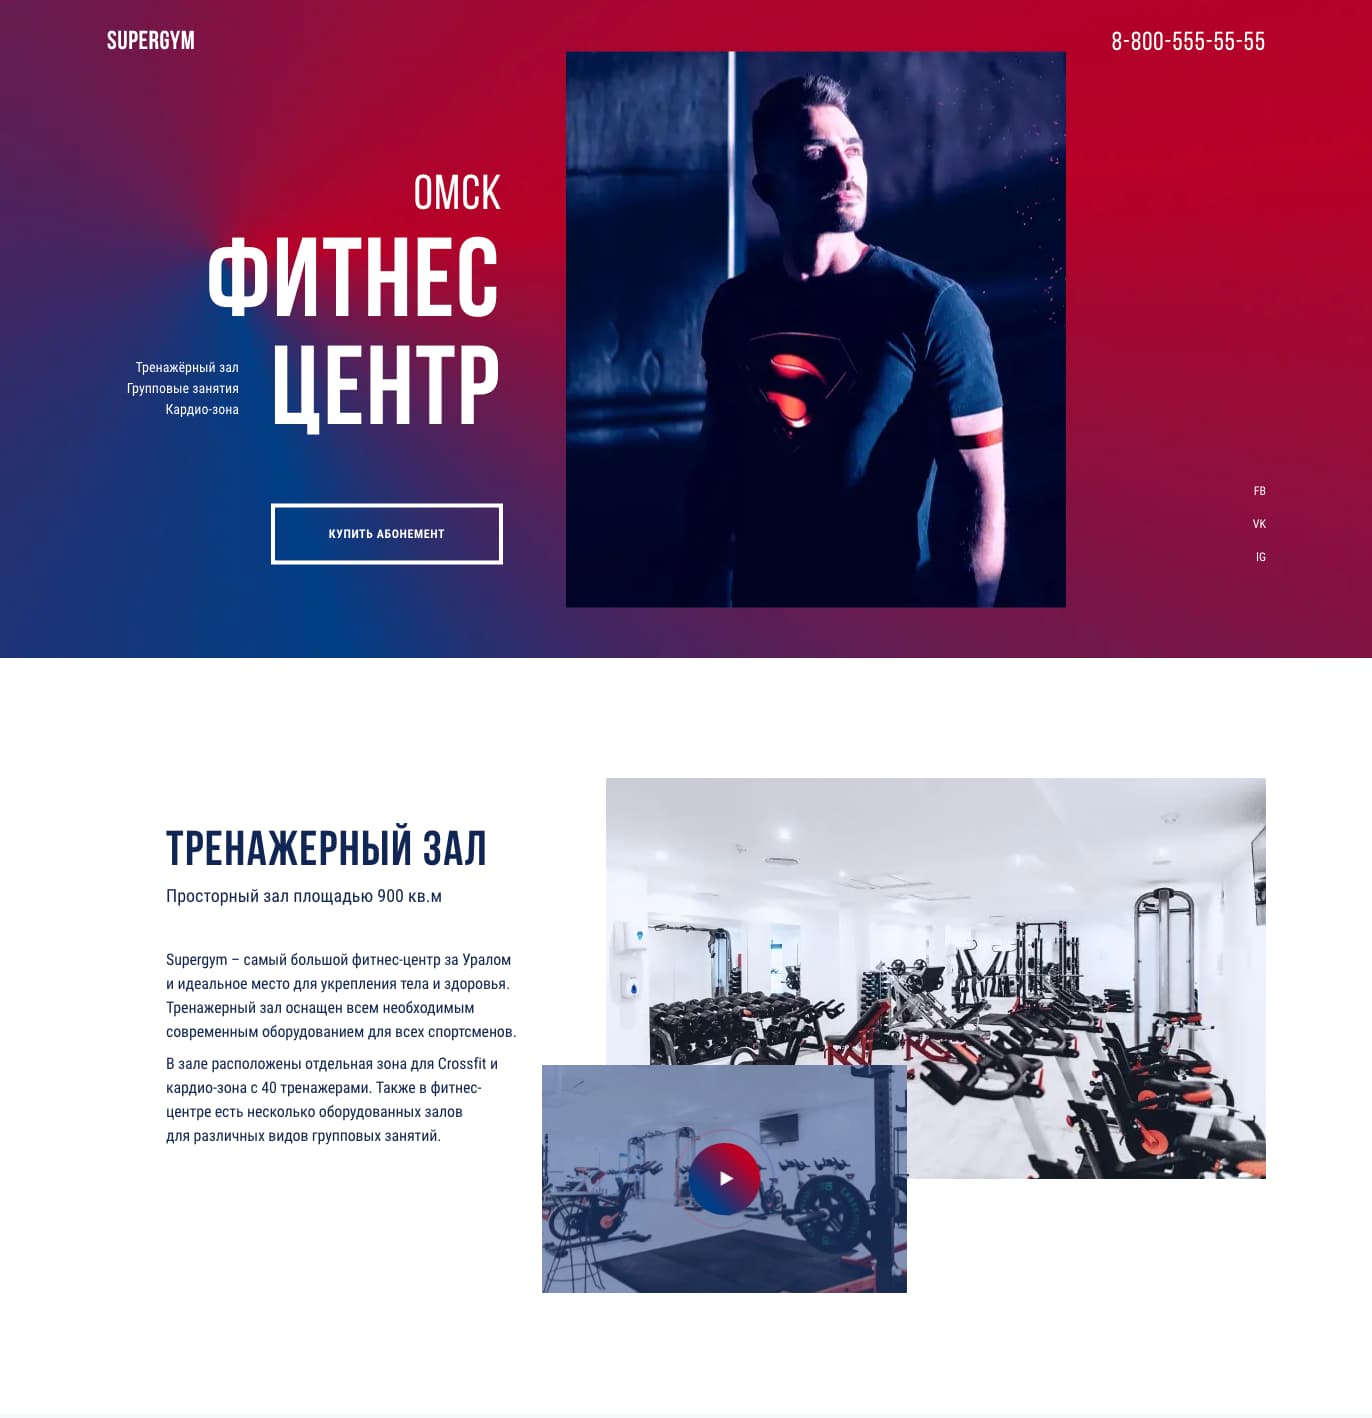 SUPERGYM
8-800-555-55-55
ОМСК
ФИТНЕС
ЦЕНТР
Тренажёрный зал
Групповые занятия
Кардио-зона
КУПИТЬ АБОНЕМЕНТ
FB
VK
IG
ТРЕНАЖЕРНЫЙ ЗАЛ
Просторный зал площадью 900 кв.м
Supergym – самый большой фитнес-центр за Уралом
и идеальное место для укрепления тела и здоровья.
Тренажерный зал оснащен всем необходимым
современным оборудованием для всех спортсменов.
В зале расположены отдельная зона для Crossfit и
кардио-зона с 40 тренажерами. Также в фитнес-
центре есть несколько оборудованных залов
для различных видов групповых занятий.